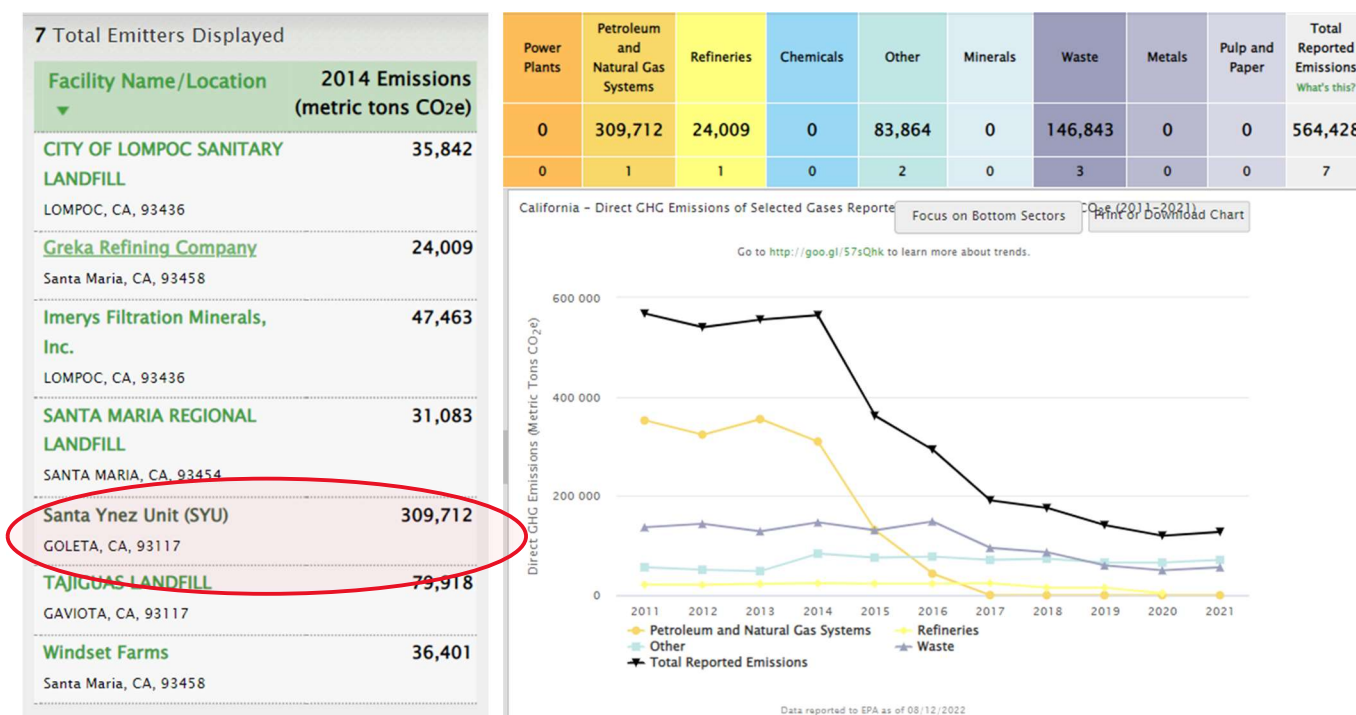 7 Total Emitters Displayed
Facility Name/Location
▼
2014 Emissions
(metric tons CO2e)
CITY OF LOMPOC SANITARY
LANDFILL
35,842
LOMPOC, CA, 93436
Greka Refining Company
24,009
Santa Maria, CA, 93458
Imerys Filtration Minerals,
Inc.
47,463
LOMPOC, CA, 93436
SANTA MARIA REGIONAL
LANDFILL
31,083
SANTA MARIA, CA, 93454
Santa Ynez Unit (SYU)
309,712
GOLETA, CA, 93117
TAJIGUAS LANDFILL
79,918
GAVIOTA, CA, 93117
Windset Farms
36,401
Santa Maria, CA, 93458
Power
Plants
Petroleum
and
Natural Gas
Systems
Refineries
Chemicals
Other
Minerals
Waste
Metals
Pulp and
Paper
Total
Reported
Emissions
What's this?
0 309,712 24,009 0 83,864 0 146,843 0 0 564,428
0 1 1 0 2 0 3 0 0 7
California – Direct GHG Emissions of Selected Gases Reporte
Focus on Bottom Sectors
CO2e (2011–2021)
Print or Download Chart
Go to http://goo.gl/57sQhk to learn more about trends.
Direct GHG Emissions (Metric Tons CO2e)
600 000
400 000
200 000
0
2011 2012 2013 2014 2015 2016 2017 2018 2019 2020 2021
Petroleum and Natural Gas Systems
Refineries
Other
Waste
Total Reported Emissions
Data reported to EPA as of 08/12/2022